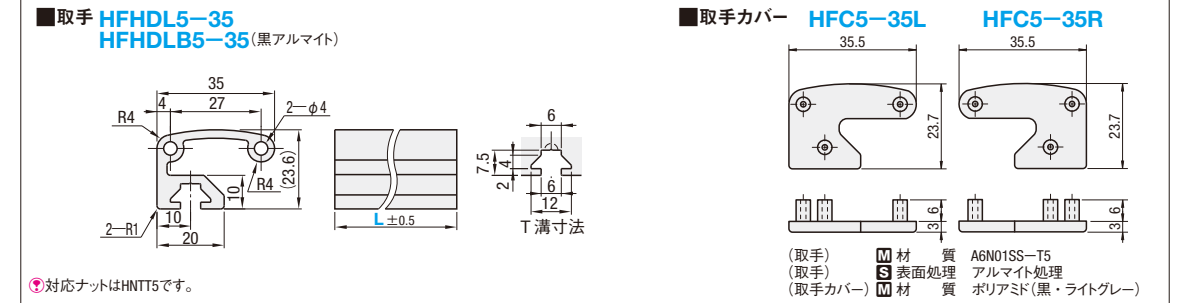 ■取手 HFHDL5−35
HFHDLB5−35(黒アルマイト)
35
4
27
2−φ4
R4
R4
(23.6)
10
10
20
2−R1
L±0.5
6
7.5
4
2
6
12
T溝寸法
❢対応ナットはHNTT5です。
■取手カバー HFC5−35L HFC5−35R
35.5
35.5
23.7
23.7
6
3
6
3
(取手) M 材 質 A6N01SS−T5
(取手) S 表面処理 アルマイト処理
(取手カバー) M 材 質 ポリアミド(黒・ライトグレー)